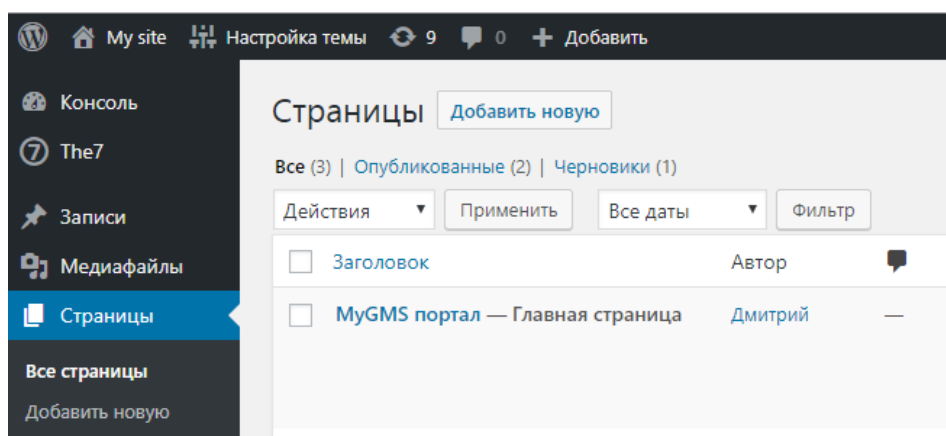 My site Настройка темы 9 0 + Добавить
Консоль
The7
Записи
Медиафайлы
Страницы
Все страницы
Добавить новую
Страницы Добавить новую
Все (3) | Опубликованные (2) | Черновики (1)
Действия Применить Все даты Фильтр
Заголовок Автор
MyGMS портал — Главная страница Дмитрий —